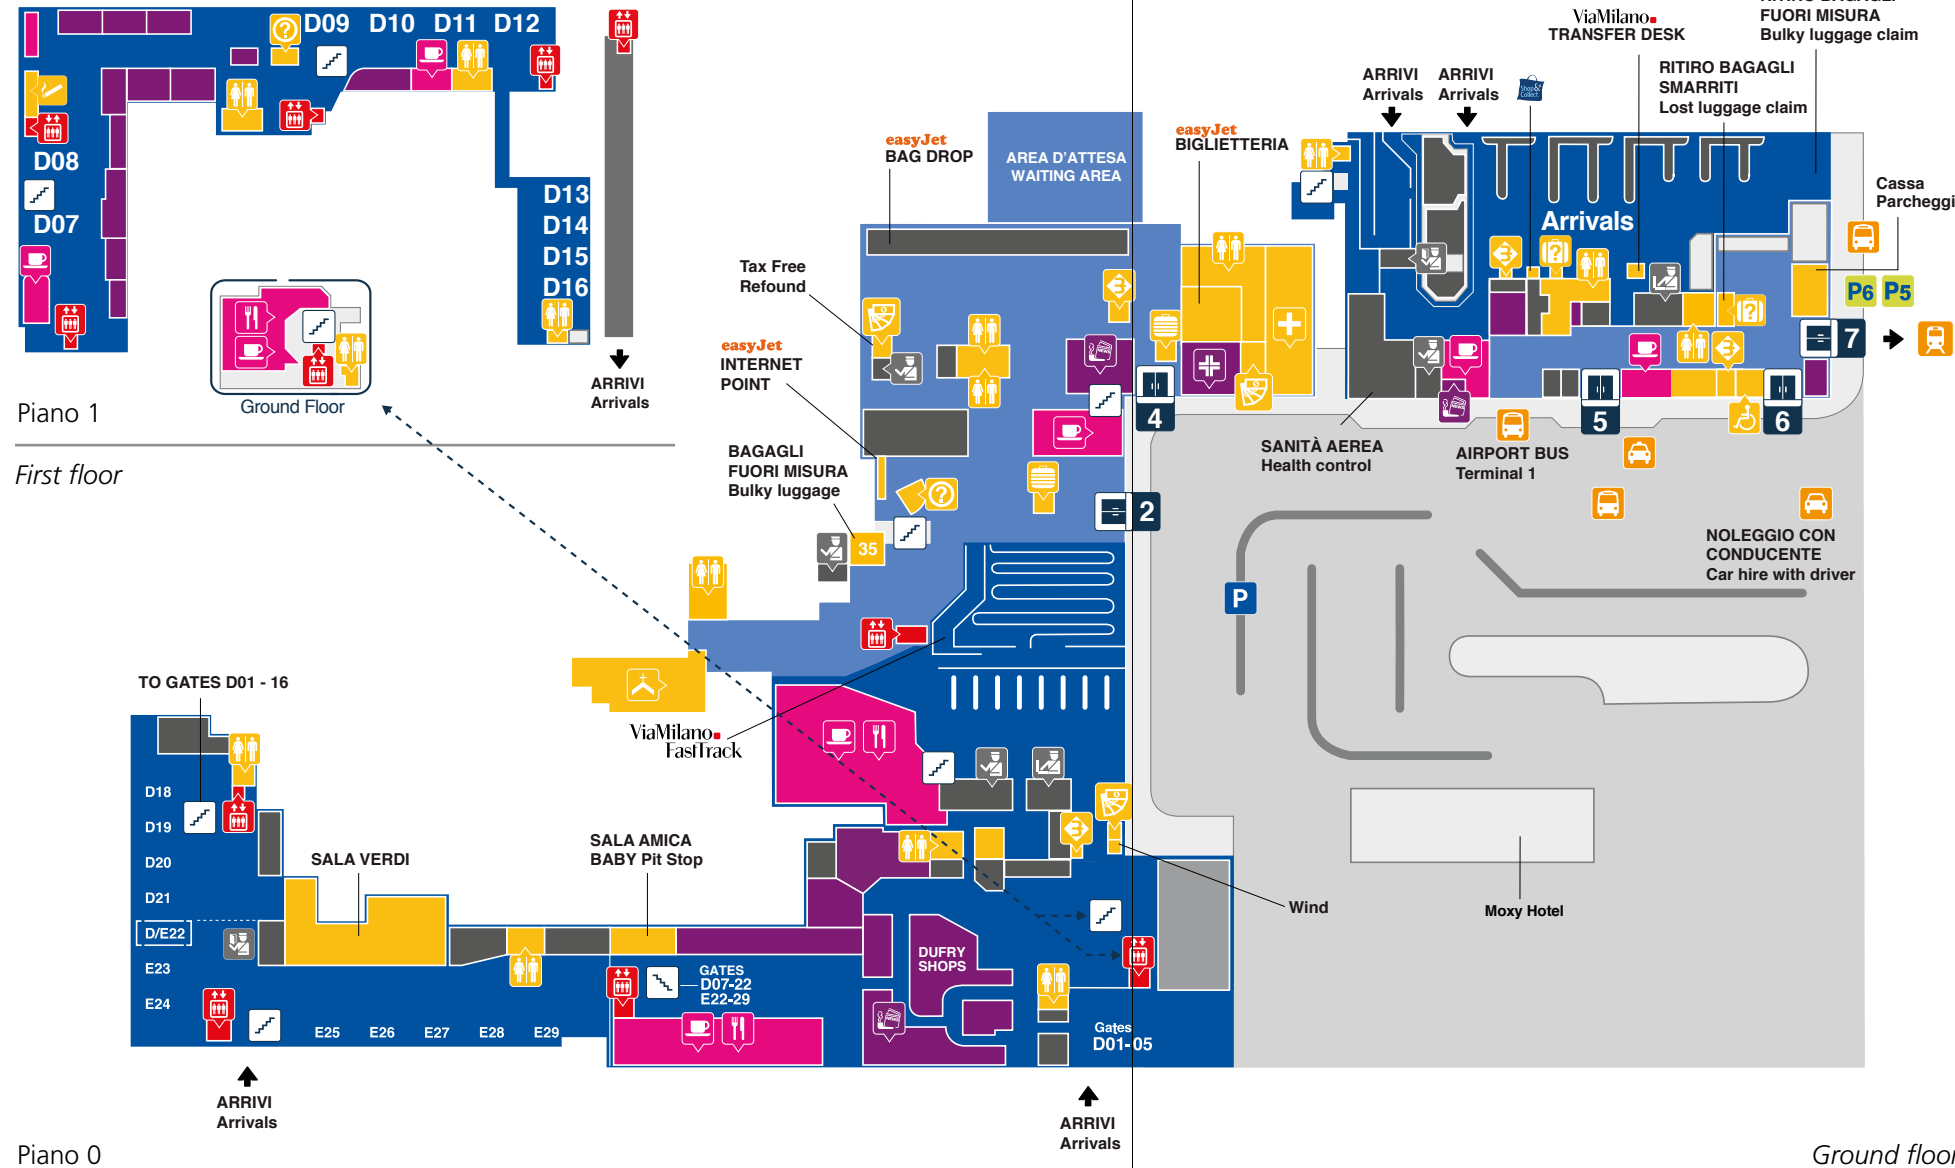 D09
D10
D11
D12
D08
D07
D13
D14
D15
D16
ARRIVI
Arrivals
Ground Floor
Piano 1
First floor
easyJet
BAG DROP
AREA D'ATTESA
WAITING AREA
easyJet
BIGLIETTERIA
Tax Free
Refound
easyJet
INTERNET
POINT
BAGAGLI
FUORI MISURA
Bulky luggage
35
4
2
ARRIVI
Arrivals
ARRIVI
Arrivals
Shop&
Collect
ViaMilano
TRANSFER DESK
FUORI MISURA
Bulky luggage claim
RITIRO BAGAGLI
SMARRITI
Lost luggage claim
Cassa
Parcheggi
Arrivals
P6
P5
7
5
6
SANITÀ AEREA
Health control
AIRPORT BUS
Terminal 1
NOLEGGIO CON
CONDUCENTE
Car hire with driver
P
Moxy Hotel
Wind
ViaMilano
FastTrack
TO GATES D01 - 16
D18
D19
D20
D21
D/E22
E23
E24
E25
E26
E27
E28
E29
SALA VERDI
SALA AMICA
BABY Pit Stop
GATES
D07-22
E22-29
DUFRY
SHOPS
Gates
D01-05
ARRIVI
Arrivals
ARRIVI
Arrivals
Piano 0
Ground floor